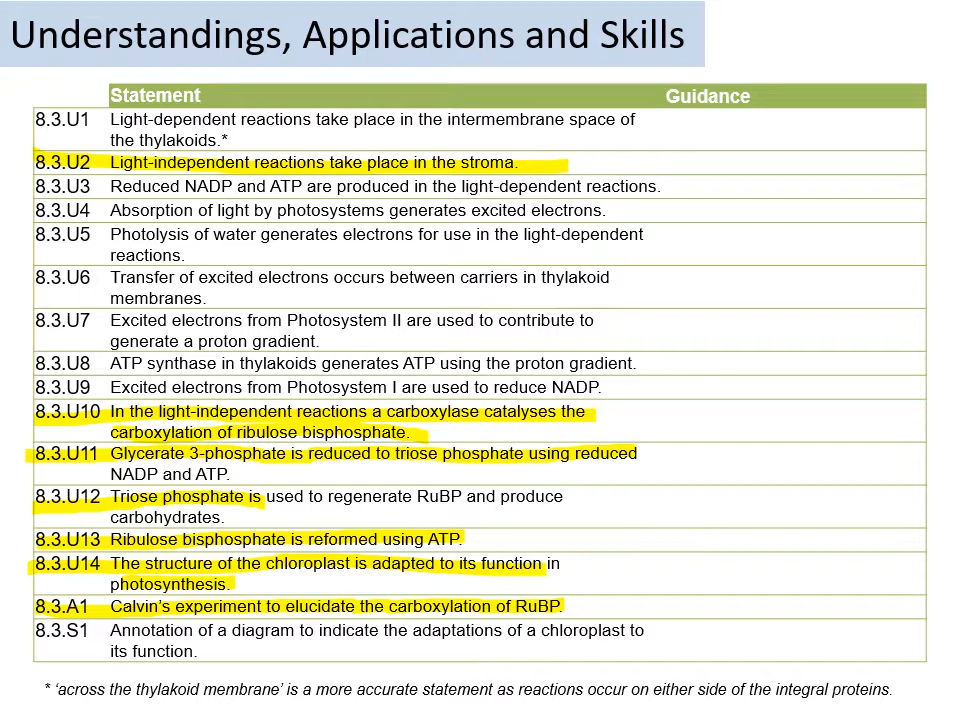 Understandings, Applications and Skills
Statement Guidance
8.3.U1 Light-dependent reactions take place in the intermembrane space of
the thylakoids.*
8.3.U2 Light-independent reactions take place in the stroma.
8.3.U3 Reduced NADP and ATP are produced in the light-dependent reactions.
8.3.U4 Absorption of light by photosystems generates excited electrons.
8.3.U5 Photolysis of water generates electrons for use in the light-dependent
reactions.
8.3.U6 Transfer of excited electrons occurs between carriers in thylakoid
membranes.
8.3.U7 Excited electrons from Photosystem II are used to contribute to
generate a proton gradient.
8.3.U8 ATP synthase in thylakoids generates ATP using the proton gradient.
8.3.U9 Excited electrons from Photosystem I are used to reduce NADP.
8.3.U10 In the light-independent reactions a carboxylase catalyses the
carboxylation of ribulose bisphosphate.
8.3.U11 Glycerate 3-phosphate is reduced to triose phosphate using reduced
NADP and ATP.
8.3.U12 Triose phosphate is used to regenerate RuBP and produce
carbohydrates.
8.3.U13 Ribulose bisphosphate is reformed using ATP.
8.3.U14 The structure of the chloroplast is adapted to its function in
photosynthesis.
8.3.A1 Calvin's experiment to elucidate the carboxylation of RuBP.
8.3.S1 Annotation of a diagram to indicate the adaptations of a chloroplast to
its function.
* 'across the thylakoid membrane' is a more accurate statement as reactions occur on either side of the integral proteins.